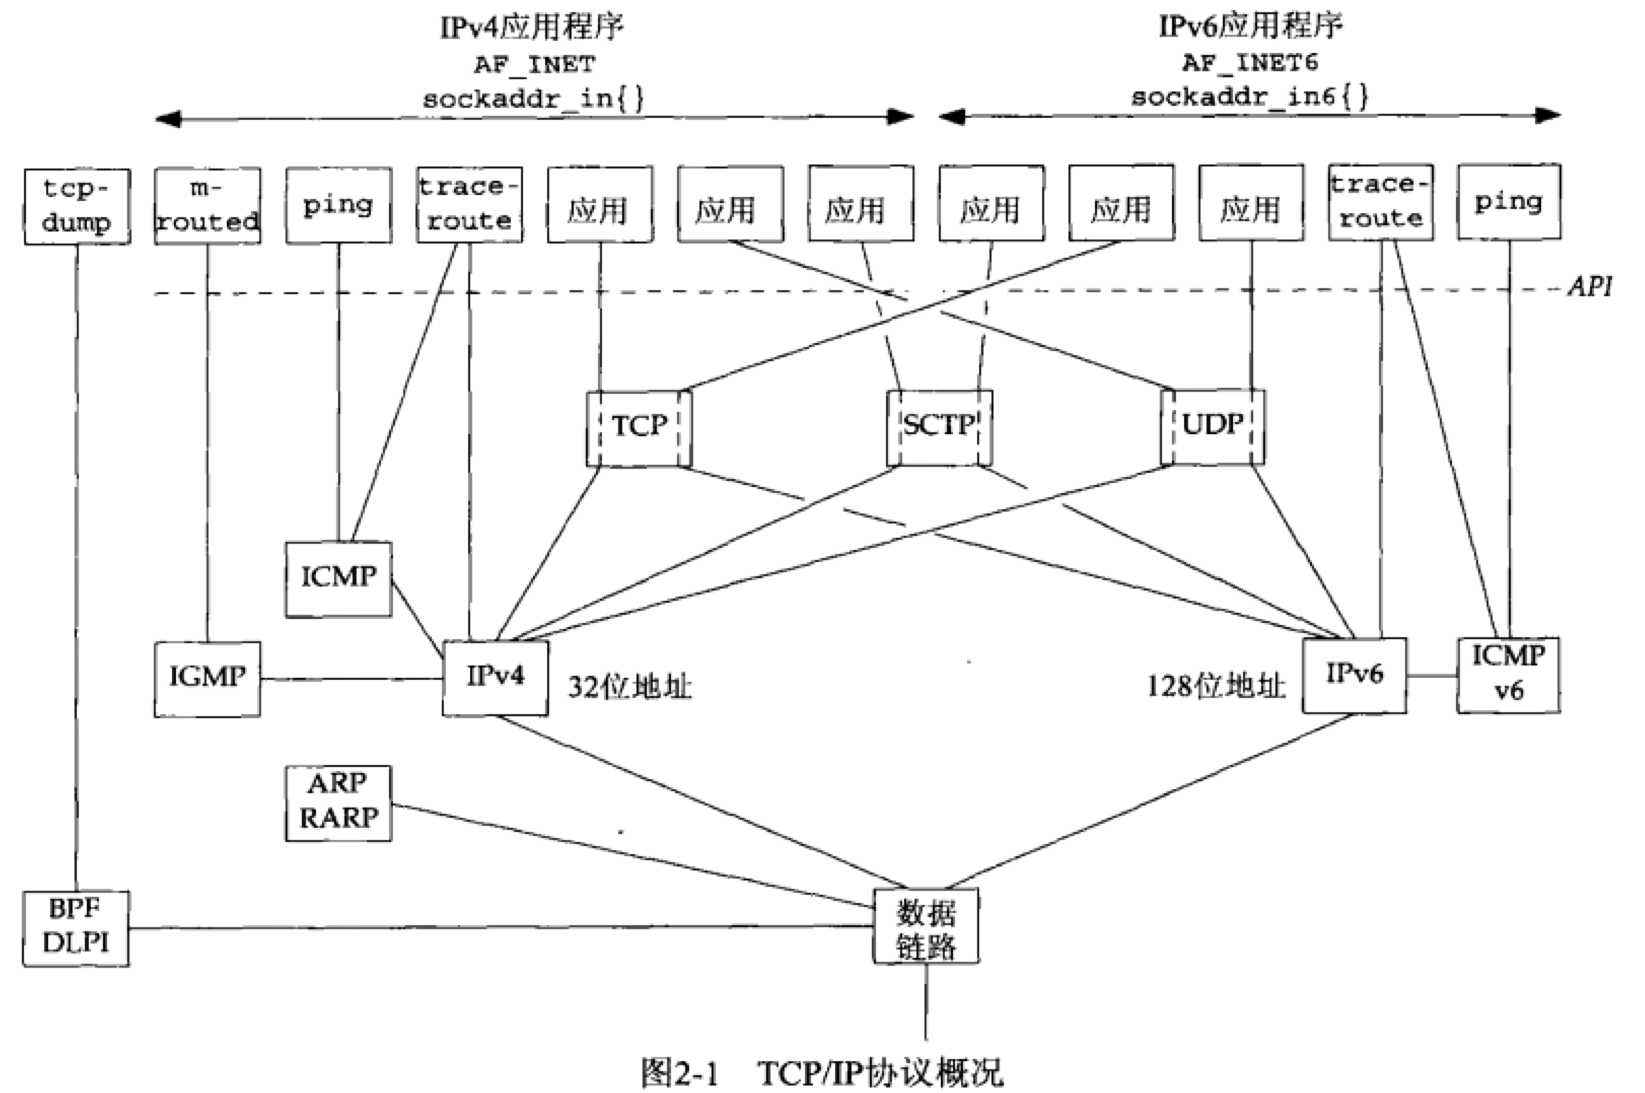 IPv4应用程序
AF_INET
sockaddr_in{}
IPv6应用程序
AF_INET6
sockaddr_in6{}
tcp-
dump
m-
routed
ping
trace-
route
应用
应用
应用
应用
应用
应用
trace-
route
ping
API
TCP
SCTP
UDP
ICMP
IGMP
IPv4
32位地址
128位地址
IPv6
ICMP
v6
ARP
RARP
BPF
DLPI
数据
链路
图2-1 TCP/IP协议概况